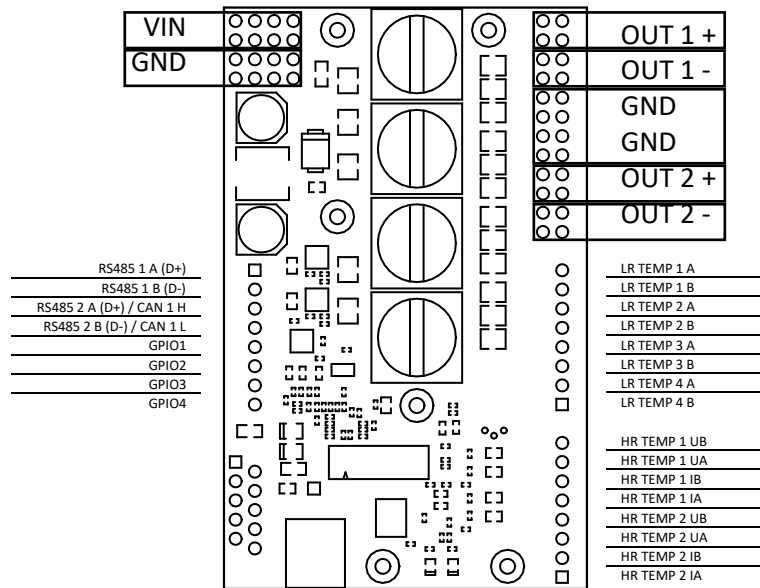 VIN
GND
OUT 1 +
OUT 1 -
GND
GND
OUT 2 +
OUT 2 -
RS485 1 A (D+)
RS485 1 B (D-)
RS485 2 A (D+) / CAN 1 H
RS485 2 B (D-) / CAN 1 L
GPIO1
GPIO2
GPIO3
GPIO4
LR TEMP 1 A
LR TEMP 1 B
LR TEMP 2 A
LR TEMP 2 B
LR TEMP 3 A
LR TEMP 3 B
LR TEMP 4 A
LR TEMP 4 B
HR TEMP 1 UB
HR TEMP 1 UA
HR TEMP 1 IB
HR TEMP 1 IA
HR TEMP 2 UB
HR TEMP 2 UA
HR TEMP 2 IB
HR TEMP 2 IA